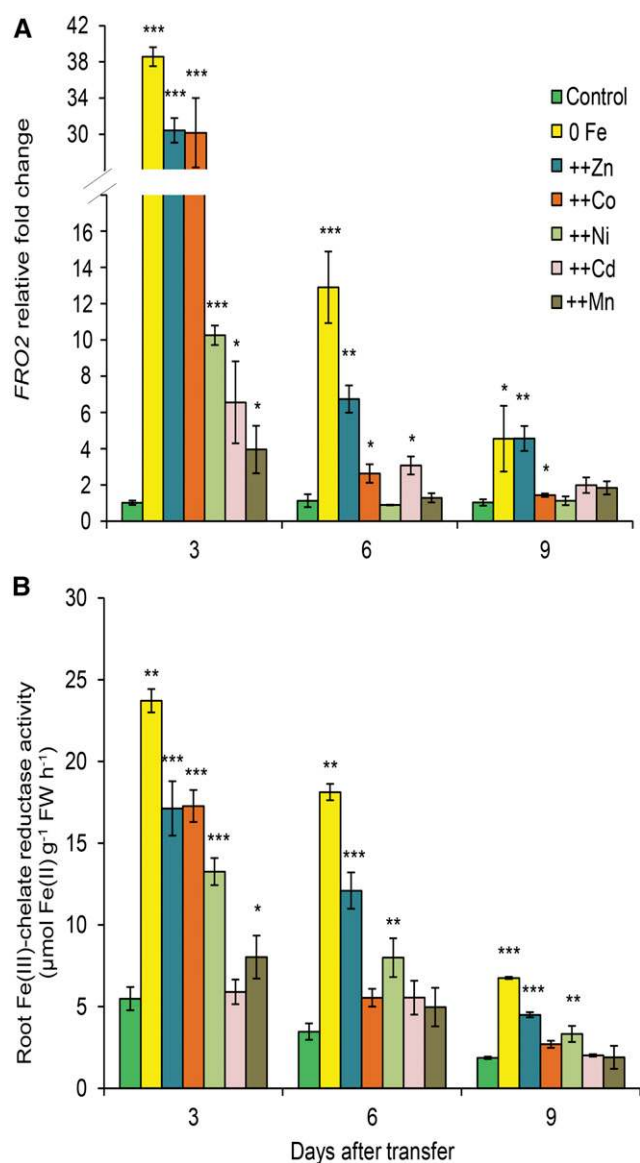 A
FRO2 relative fold change
42
38
34
30
16
14
12
10
8
6
4
2
0
*** *** *** *** * *
*** ** * *
* ** *
3 6 9
Control
0 Fe
++Zn
++Co
++Ni
++Cd
++Mn
B
Root Fe(III)-chelate reductase activity
(µmol Fe(II) g⁻¹ FW h⁻¹)
30
25
20
15
10
5
0
** *** *** *** *
** *** **
*** *** **
3 6 9
Days after transfer